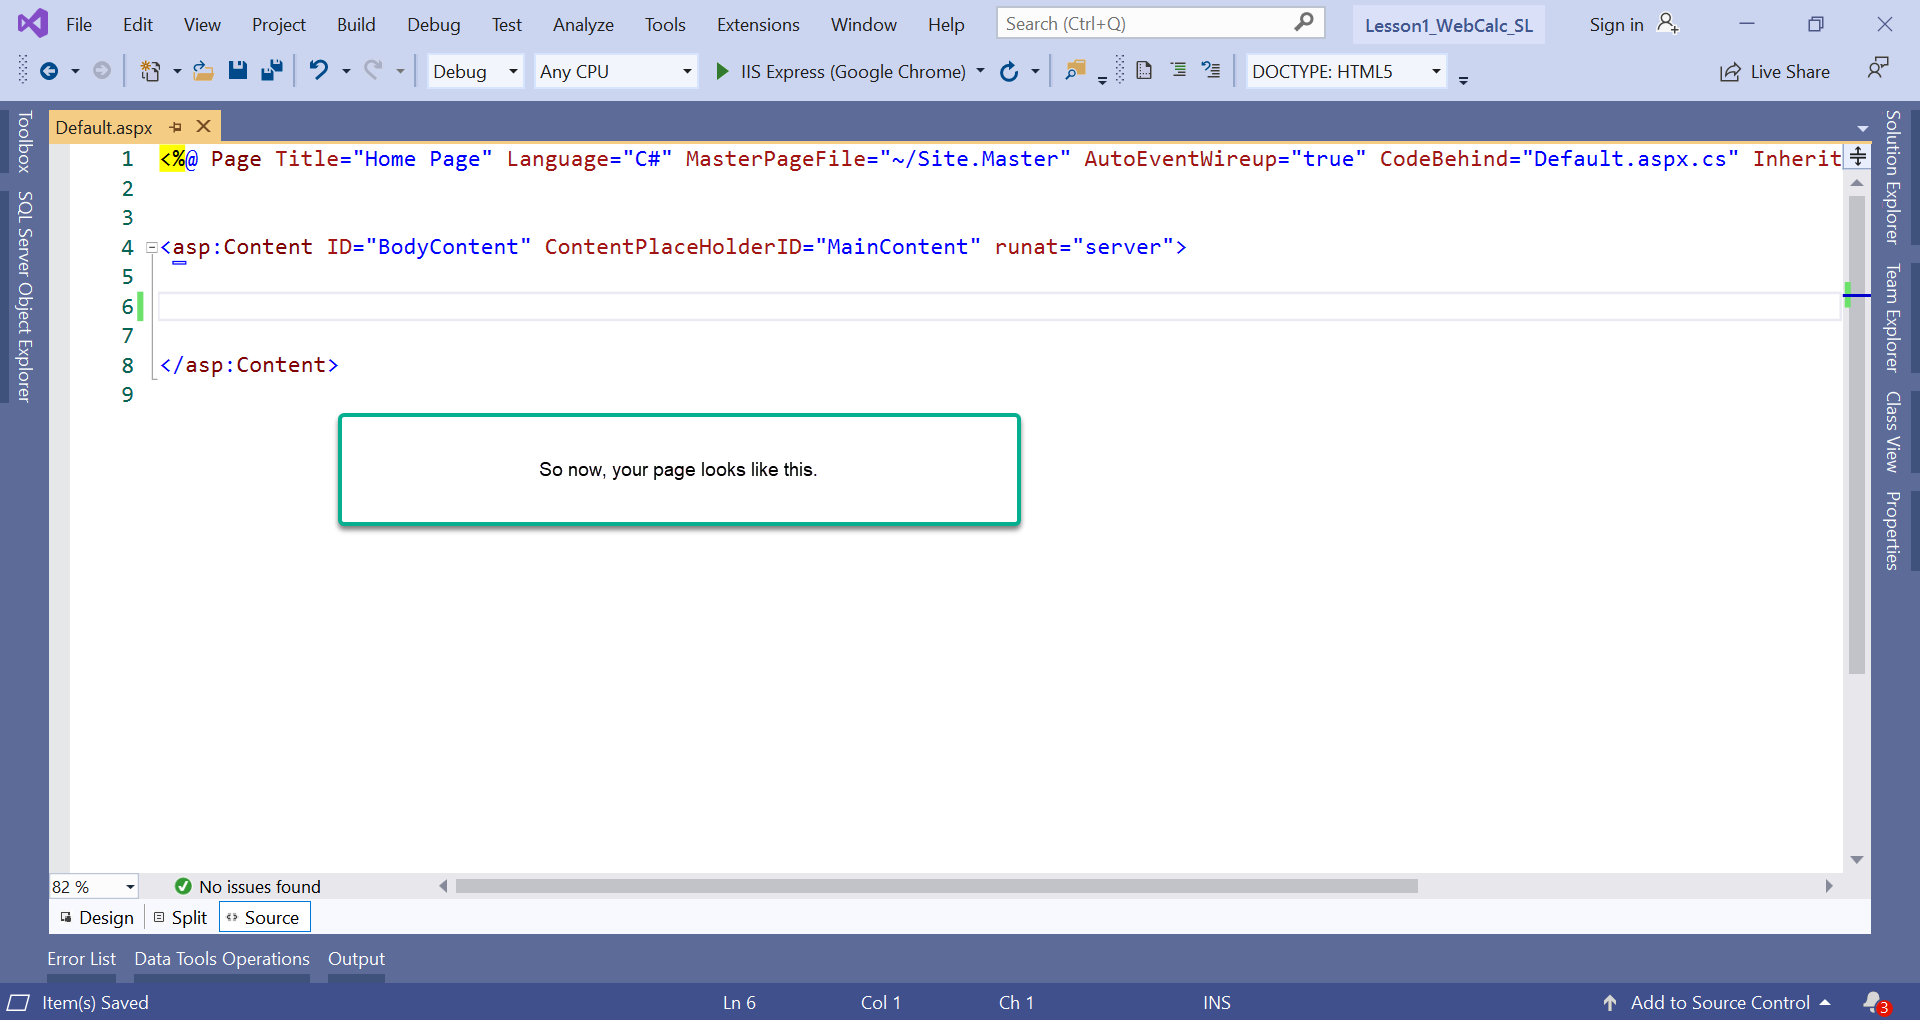 File Edit View Project Build Debug Test Analyze Tools Extensions Window Help Search (Ctrl+Q) Lesson1_WebCalc_SL Sign in
Debug Any CPU IIS Express (Google Chrome) DOCTYPE: HTML5 Live Share
Toolbox
SQL Server Object Explorer
Default.aspx
1 <%@ Page Title="Home Page" Language="C#" MasterPageFile="~/Site.Master" AutoEventWireup="true" CodeBehind="Default.aspx.cs" Inherit
2
3
4 <asp:Content ID="BodyContent" ContentPlaceHolderID="MainContent" runat="server">
5
6
7
8 </asp:Content>
9
So now, your page looks like this.
Solution Explorer
Team Explorer
Class View
Properties
82 % No issues found
Design Split Source
Error List Data Tools Operations Output
Item(s) Saved Ln 6 Col 1 Ch 1 INS Add to Source Control 3